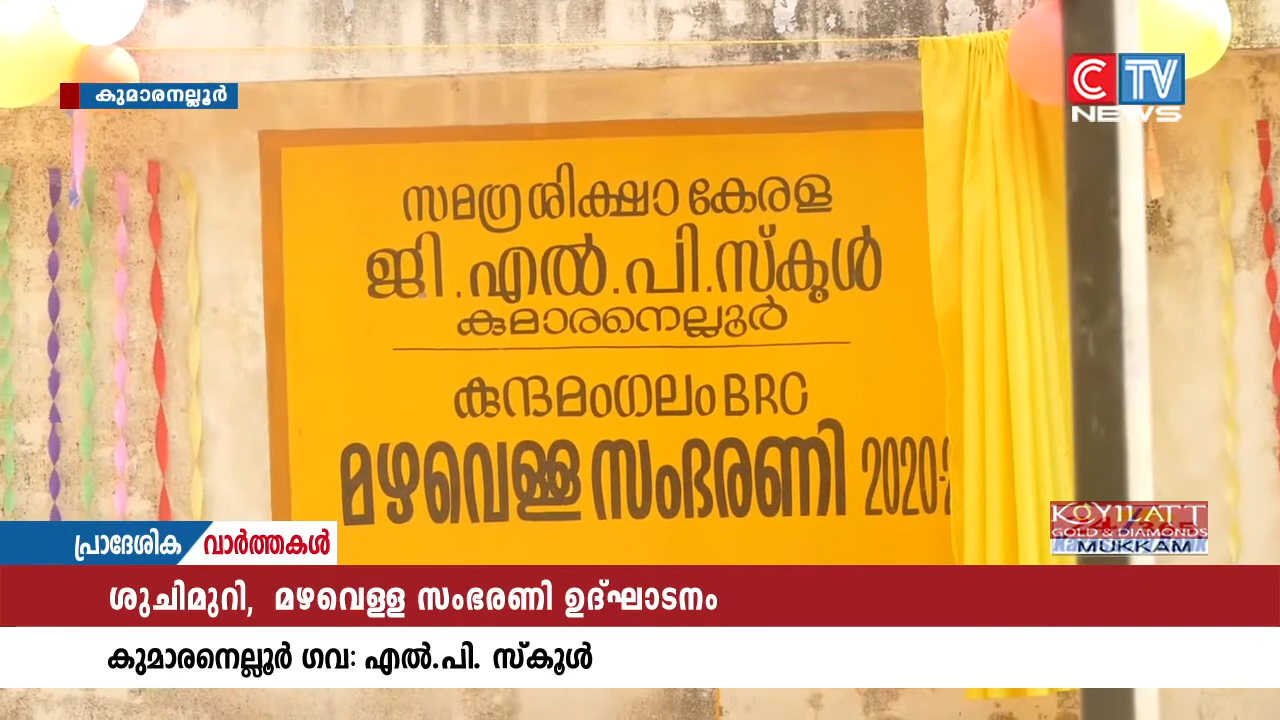 കുമാരനല്ലൂർ
CTV
NEWS
സമഗ്ര ശിക്ഷാ കേരള
ജി.എൽ.പി.സ്കൂൾ
കുമാരനെല്ലൂർ
കുന്ദമംഗലം BRC
മഴവെള്ള സംഭരണി 2020-
KOYILATT
GOLD & DIAMONDS
MUKKAM
പ്രാദേശിക വാർത്തകൾ
ശുചിമുറി, മഴവെള്ള സംഭരണി ഉദ്ഘാടനം
കുമാരനെല്ലൂർ ഗവ: എൽ.പി. സ്കൂൾ